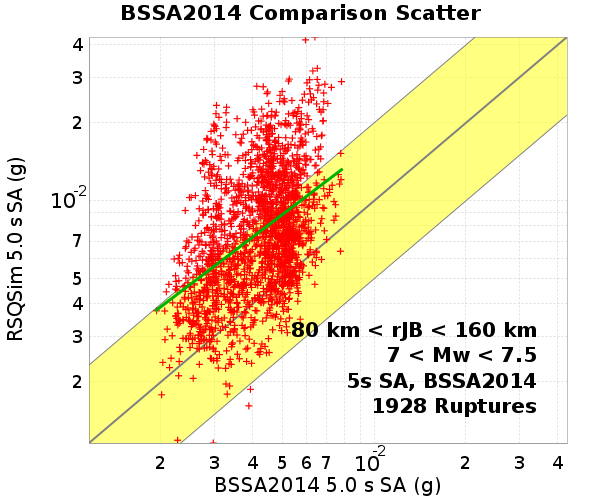 BSSA2014 Comparison Scatter
RSQSim 5.0 s SA (g)
4
3
2
10-2
7
5
4
3
2
80 km < rJB < 160 km
7 < Mw < 7.5
5s SA, BSSA2014
1928 Ruptures
2 3 4 5 6 7 10-2 2 3 4
BSSA2014 5.0 s SA (g)